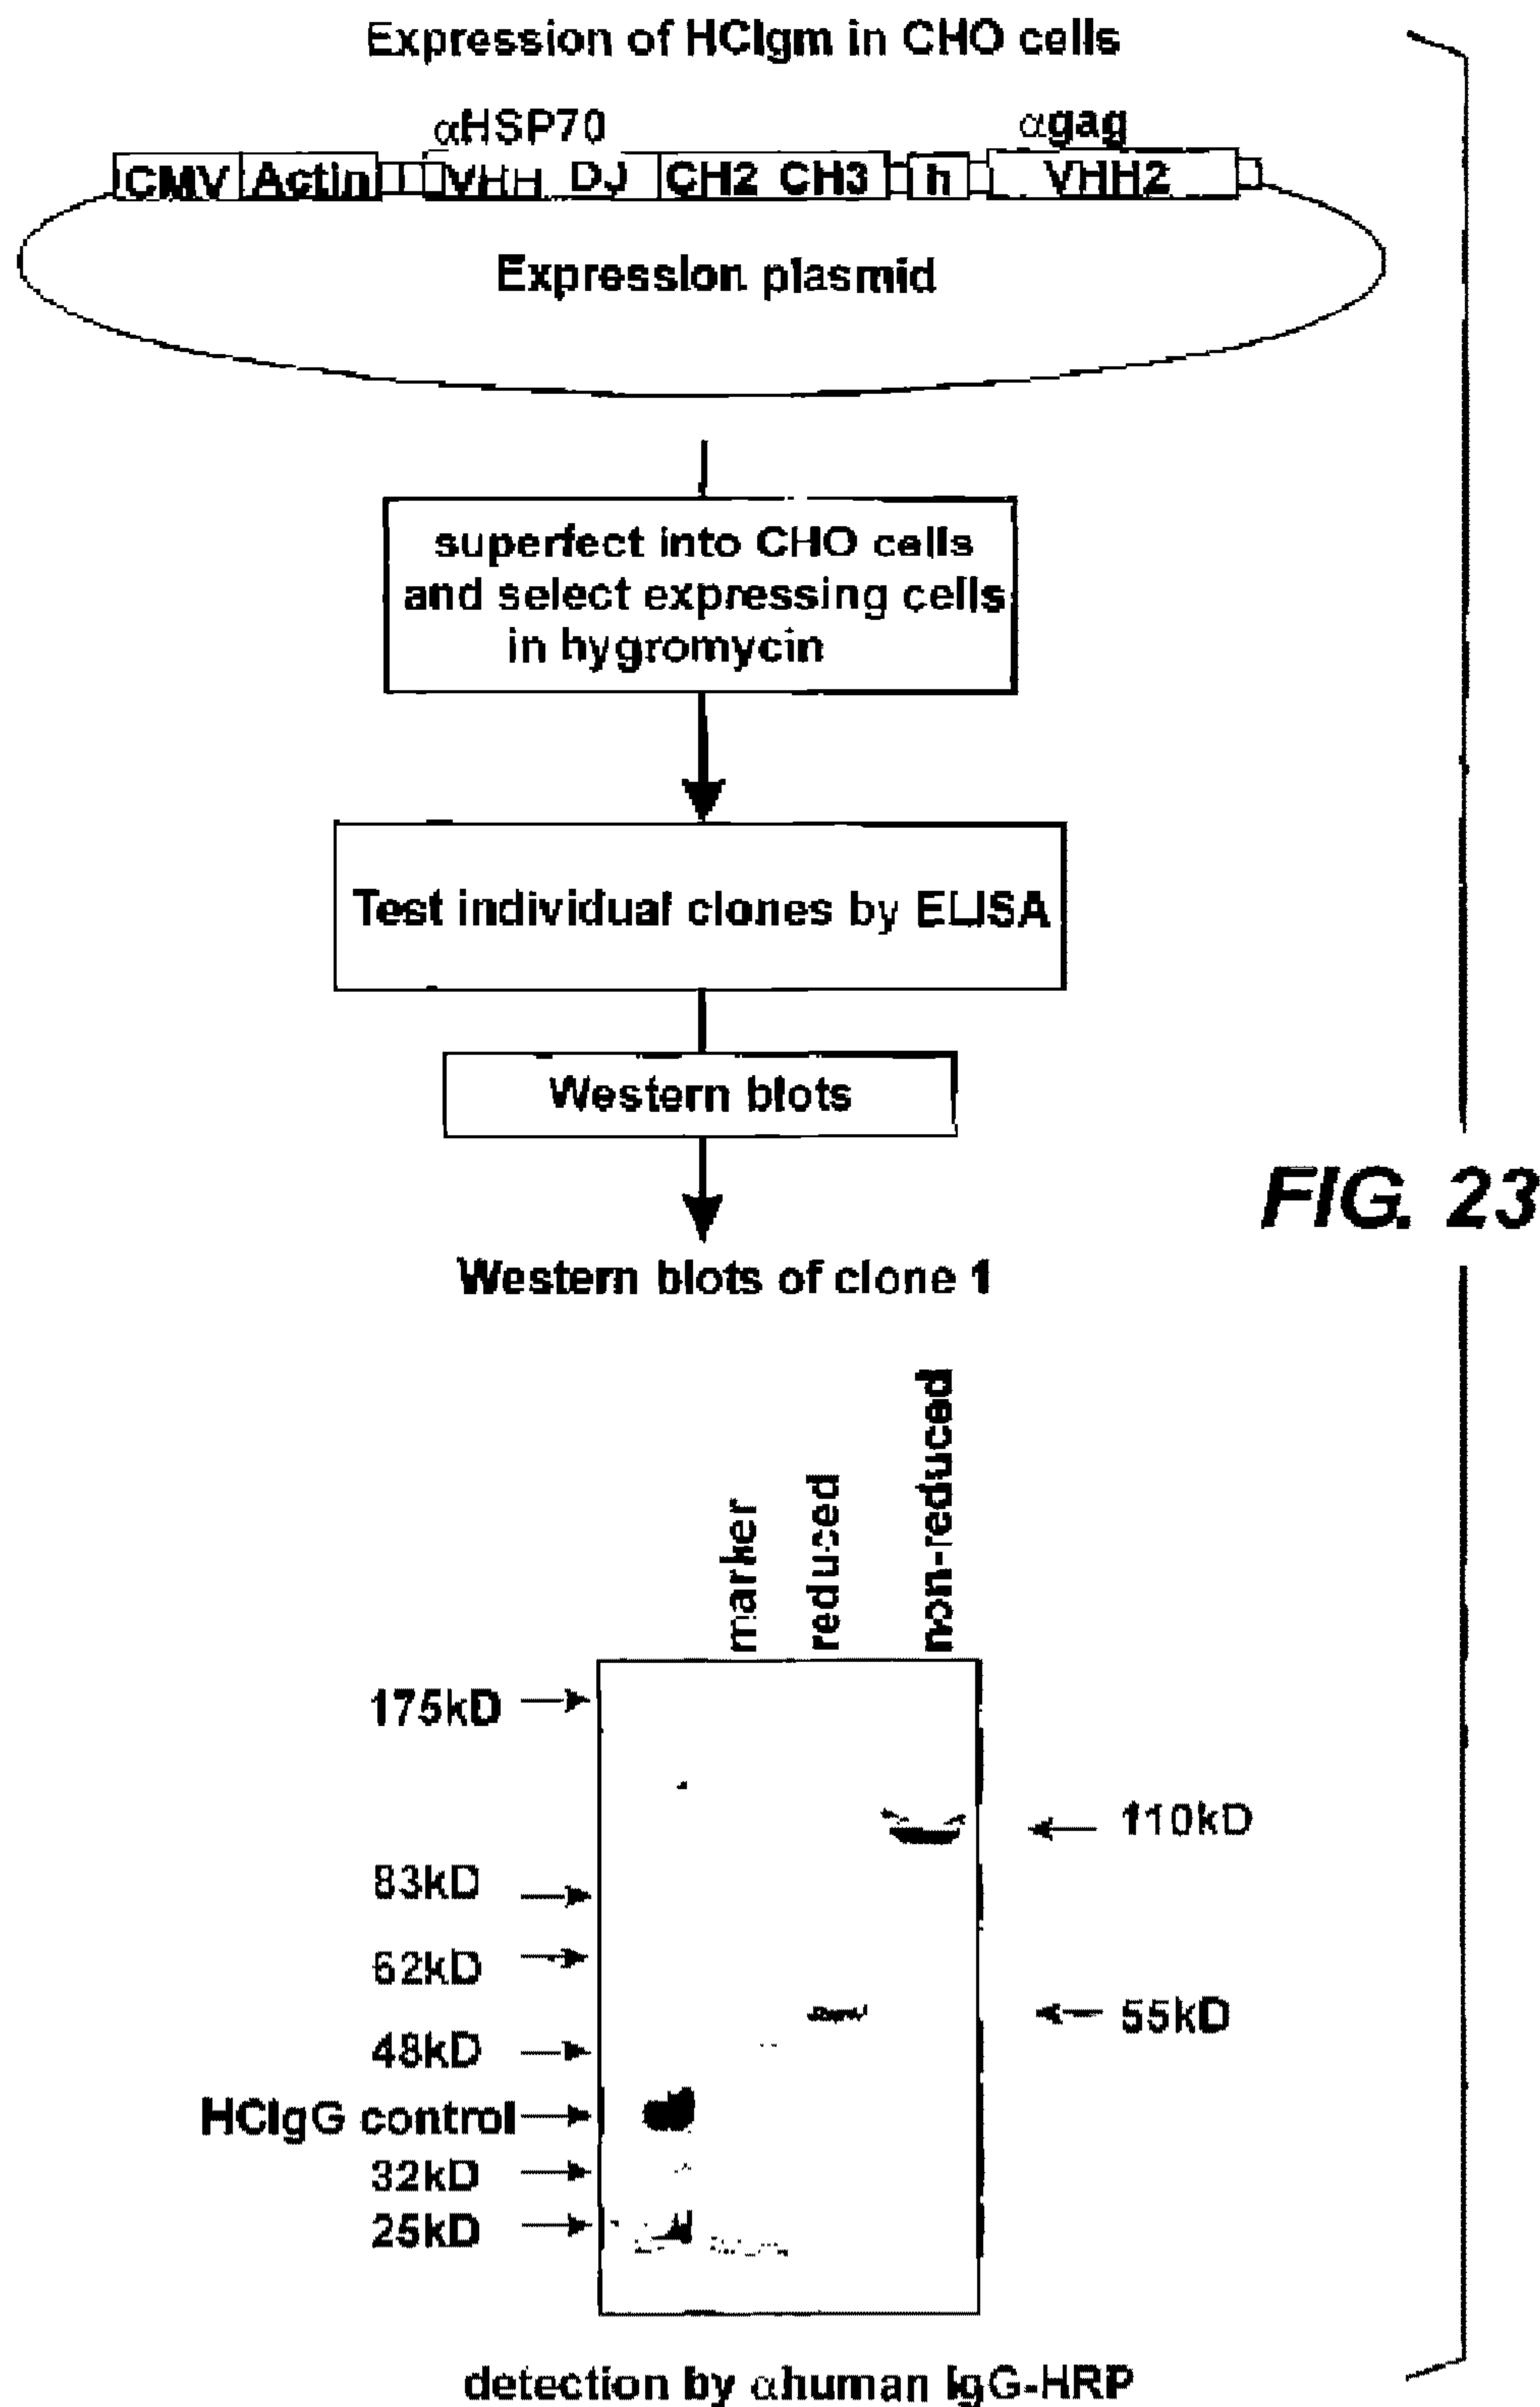 Expression of HCIgm in CHO cells
αHSP70 αgag
CMV Actin l VHH DJ CH2 CH3 h VHH2
Expression plasmid
superfect into CHO cells
and select expressing cells
in hygromycin
Test individual clones by ELISA
Western blots
FIG. 23
Western blots of clone 1
marker
reduced
non-reduced
175kD
110kD
83kD
62kD
55kD
48kD
HCIgG control
32kD
25kD
detection by αhuman IgG-HRP